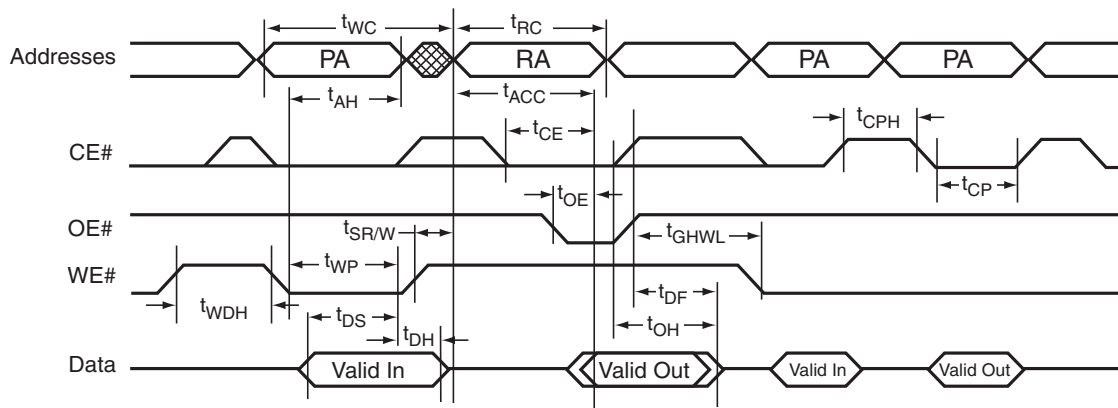 tWC tRC
Addresses PA RA PA PA
tAH tACC
tCE tCPH
CE#
tOE tCP
OE#
tSR/W tGHWL
tWP
WE#
tWDH tDS tDF
tDH tOH
Data Valid In Valid Out Valid In Valid Out